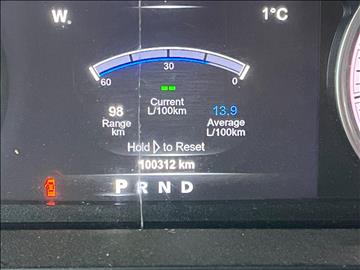 W. 1°C
60 30 0
98 Current 13.9
Range L/100km Average
km L/100km
Hold ▷ to Reset
100312 km
P R N D